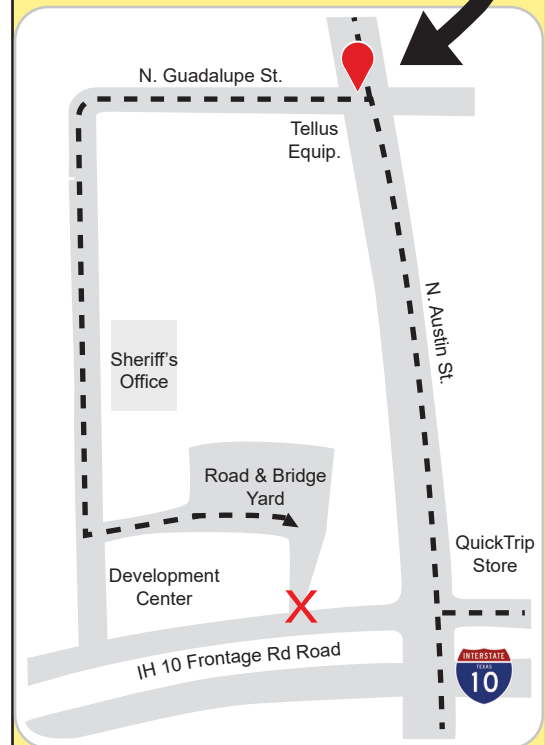 N. Guadalupe St.
Tellus
Equip.
N. Austin St.
Sheriff's
Office
Road & Bridge
Yard
QuickTrip
Store
Development
Center
X
IH 10 Frontage Rd Road
INTERSTATE
TEXAS
10